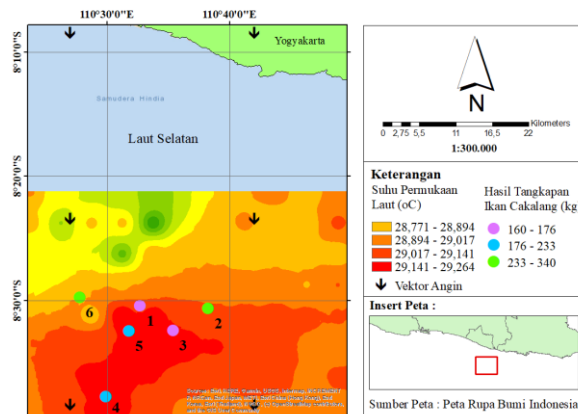 110°30'0"E 110°40'0"E
8°10'0"S
8°20'0"S
8°30'0"S
Yogyakarta
Samudera Hindia
Laut Selatan
6
1
2
5
3
4
N
Kilometers
0 2,75 5,5 11 16,5 22
1:300.000
Keterangan
Suhu Permukaan Laut (oC)
28,771 - 28,894
28,894 - 29,017
29,017 - 29,141
29,141 - 29,264
Vektor Angin
Hasil Tangkapan Ikan Cakalang (kg)
160 - 176
176 - 233
233 - 340
Insert Peta :
Sumber Peta : Peta Rupa Bumi Indonesia